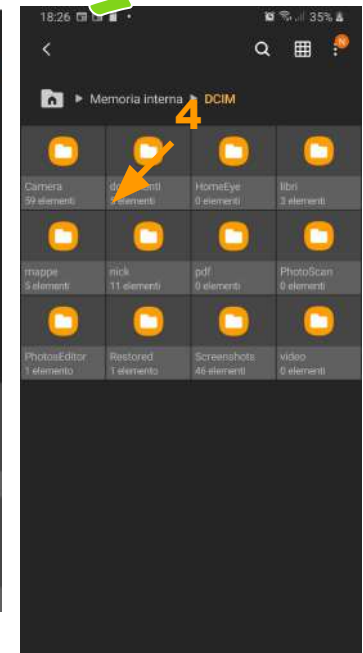 18:26 35%
N
Memoria interna DCIM
4
Camera HomeEye libri
59 elementi elementi 0 elementi 3 elementi
mappe nick pdf PhotoScan
5 elementi 11 elementi 0 elementi 0 elementi
PhotosEditor Restored Screenshots video
1 elemento 1 elemento 46 elementi 0 elementi